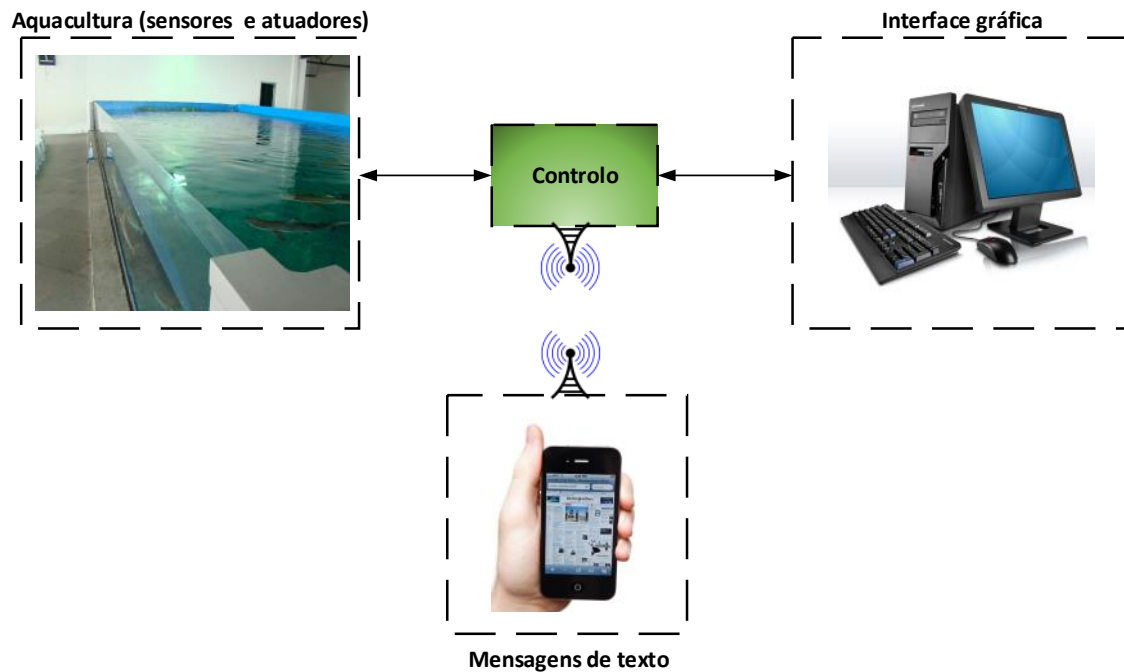 Aquacultura (sensores e atuadores)
Interface gráfica
Controlo
Mensagens de texto